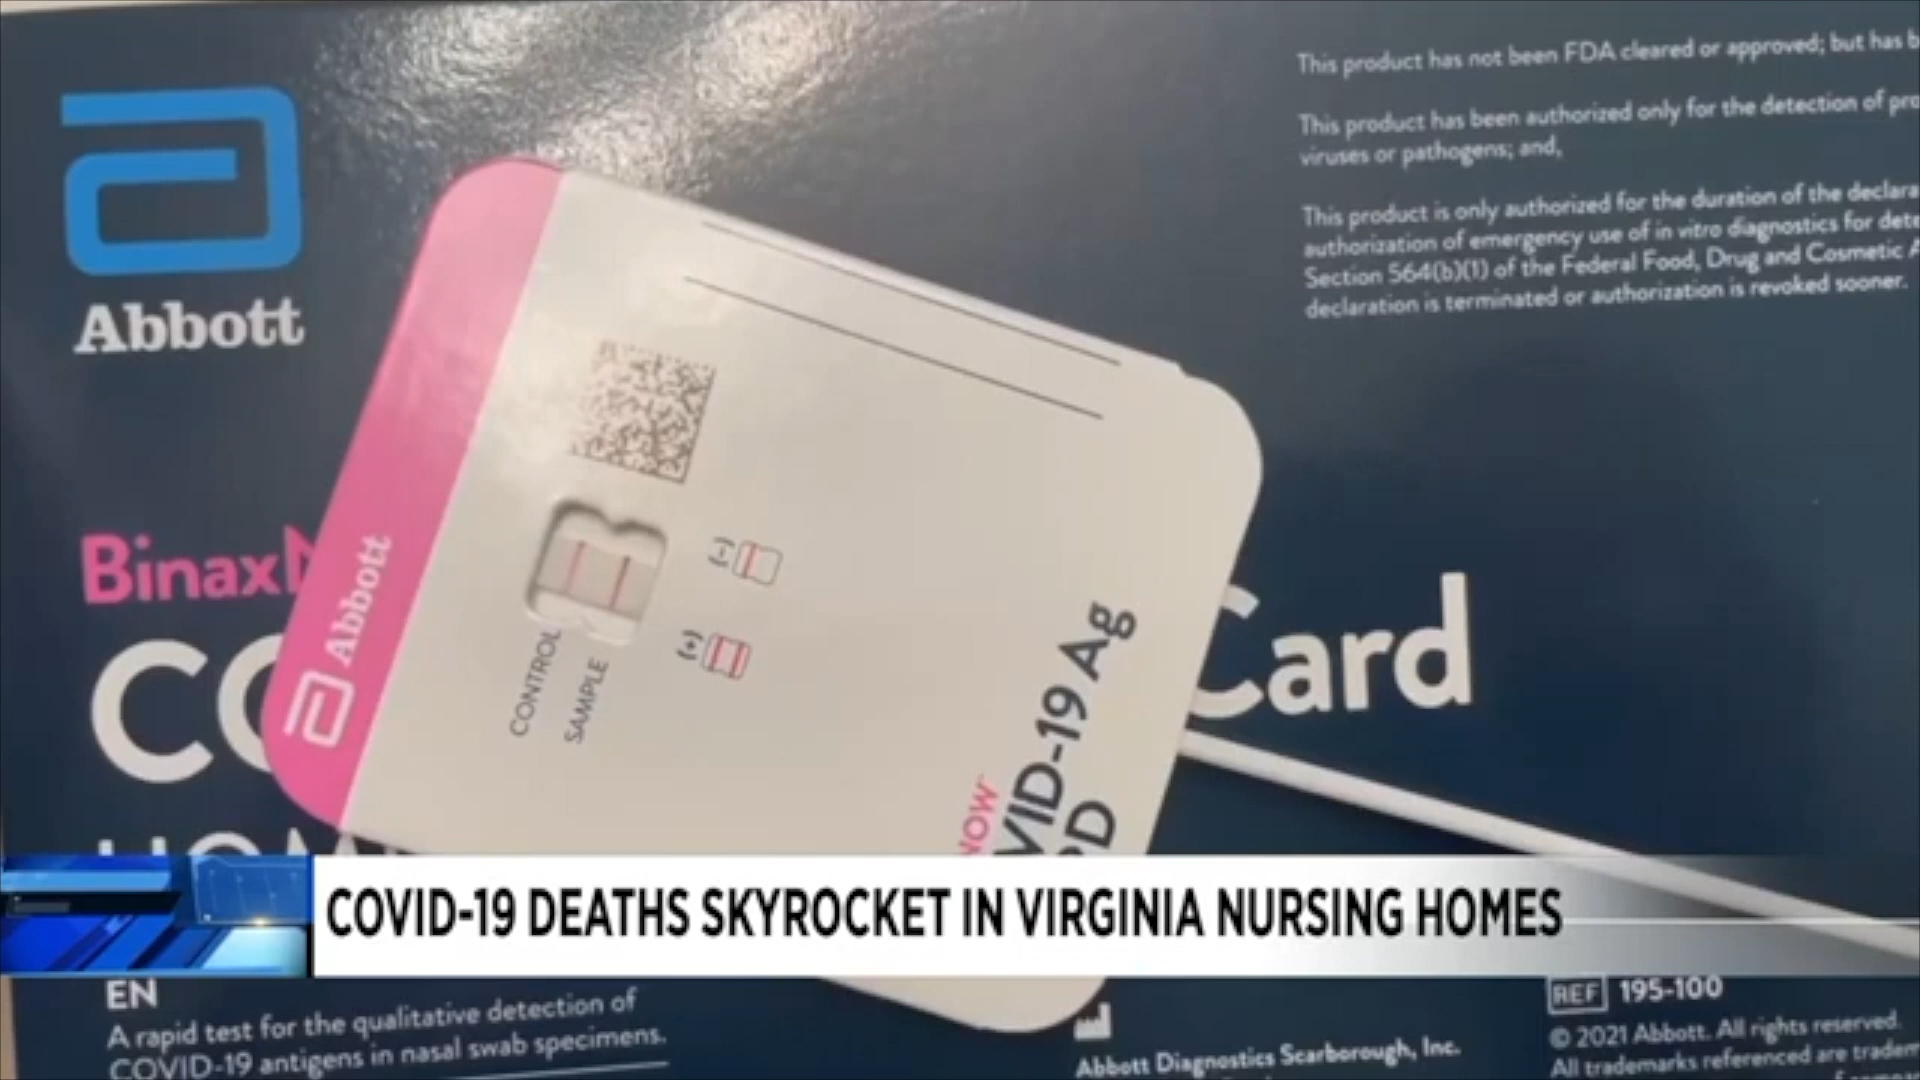 This product has not been FDA cleared or approved; but has b
This product has been authorized only for the detection of pro
viruses or pathogens; and,
This product is only authorized for the duration of the declara
authorization of emergency use of in vitro diagnostics for dete
Section 564(b)(1) of the Federal Food, Drug and Cosmetic A
declaration is terminated or authorization is revoked sooner.
Abbott
Binax
CO
Card
HOM
Abbott
CONTROL
SAMPLE
(-)
(+)
NOW
VID-19 Ag
RD
COVID-19 DEATHS SKYROCKET IN VIRGINIA NURSING HOMES
EN
A rapid test for the qualitative detection of
COVID-19 antigens in nasal swab specimens.
Abbott Diagnostics Scarborough, Inc.
REF 195-100
© 2021 Abbott. All rights reserved.
All trademarks referenced are tradem